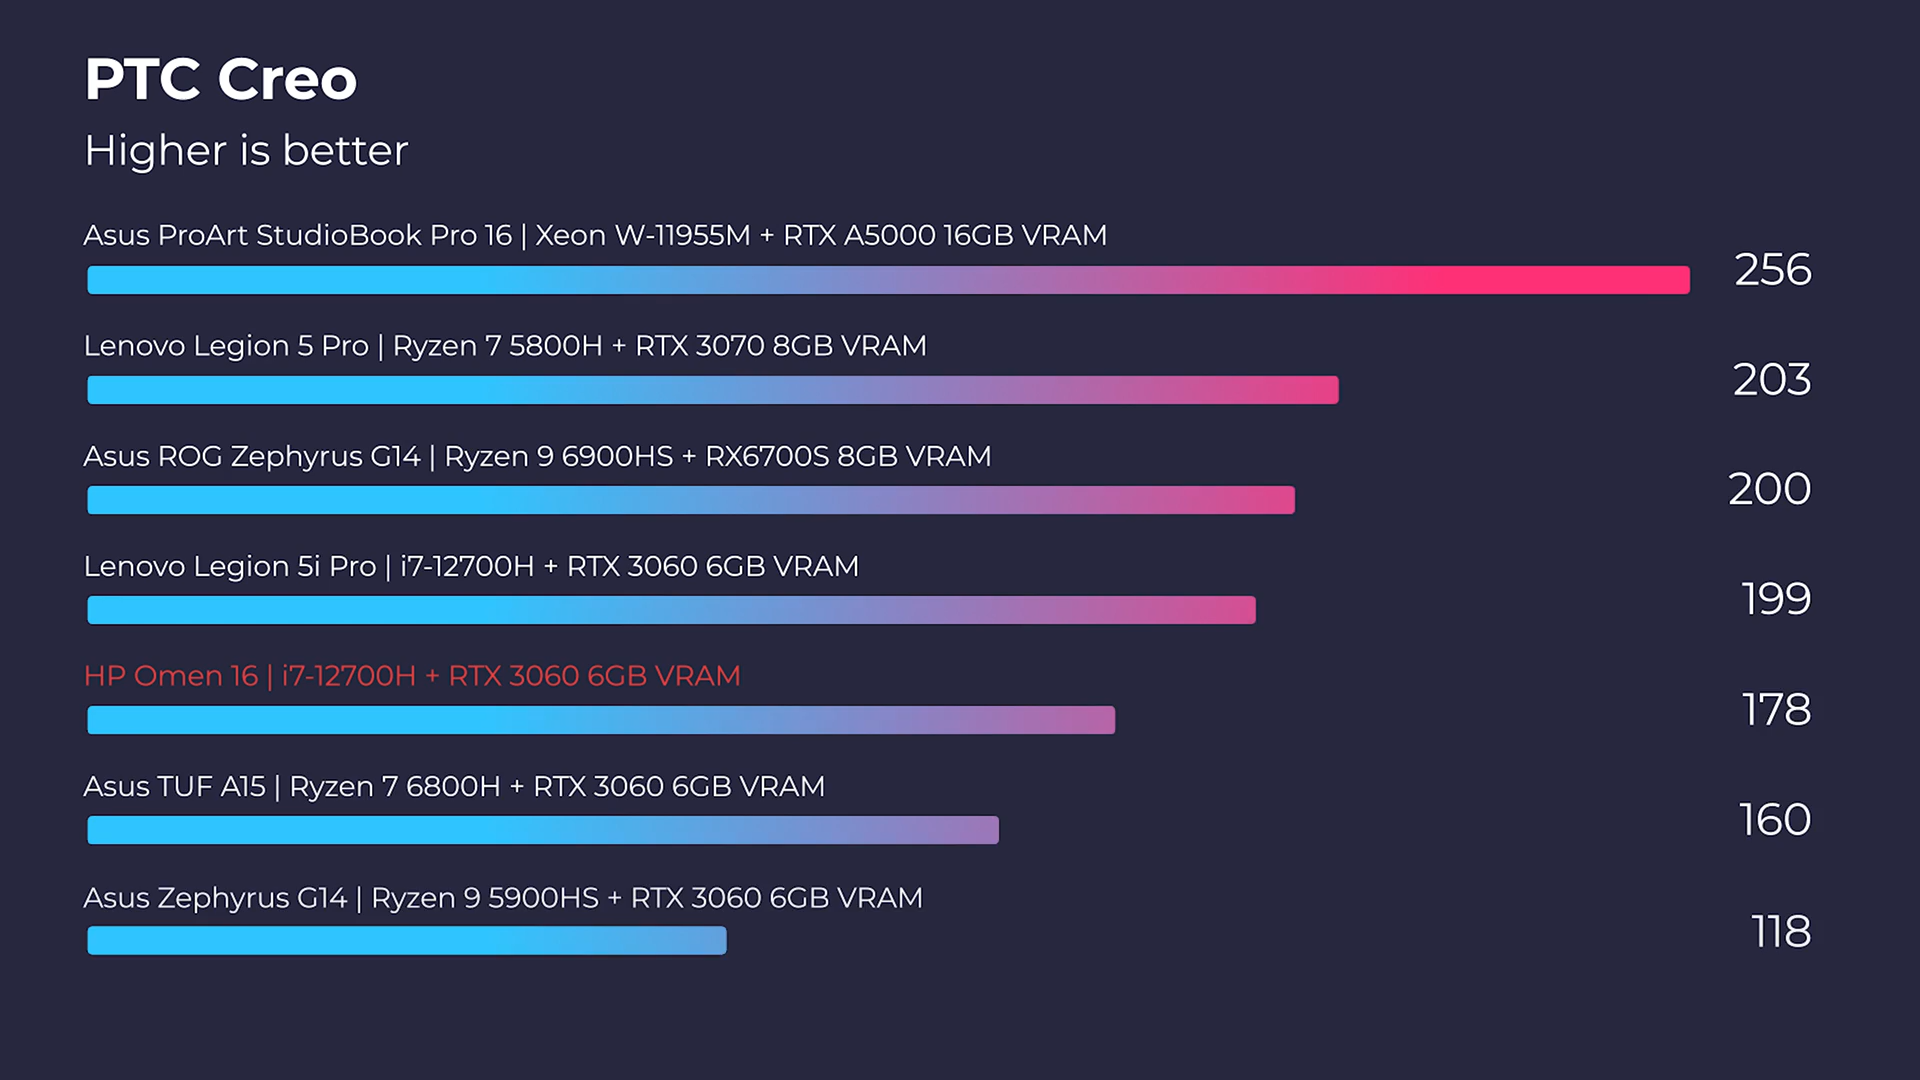 PTC Creo
Higher is better
Asus ProArt StudioBook Pro 16 | Xeon W-11955M + RTX A5000 16GB VRAM
256
Lenovo Legion 5 Pro | Ryzen 7 5800H + RTX 3070 8GB VRAM
203
Asus ROG Zephyrus G14 | Ryzen 9 6900HS + RX6700S 8GB VRAM
200
Lenovo Legion 5i Pro | i7-12700H + RTX 3060 6GB VRAM
199
HP Omen 16 | i7-12700H + RTX 3060 6GB VRAM
178
Asus TUF A15 | Ryzen 7 6800H + RTX 3060 6GB VRAM
160
Asus Zephyrus G14 | Ryzen 9 5900HS + RTX 3060 6GB VRAM
118